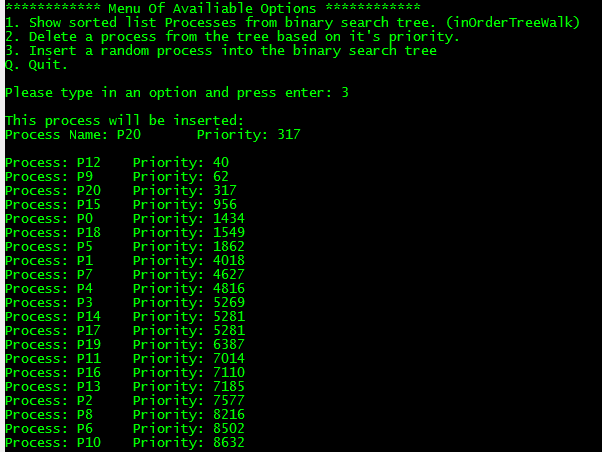 ************ Menu Of Availiable Options ************
1. Show sorted list Processes from binary search tree. (inOrderTreeWalk)
2. Delete a process from the tree based on it's priority.
3. Insert a random process into the binary search tree
Q. Quit.
Please type in an option and press enter: 3
This process will be inserted:
Process Name: P20 Priority: 317
Process: P12 Priority: 40
Process: P9 Priority: 62
Process: P20 Priority: 317
Process: P15 Priority: 956
Process: P0 Priority: 1434
Process: P18 Priority: 1549
Process: P5 Priority: 1862
Process: P1 Priority: 4018
Process: P7 Priority: 4627
Process: P4 Priority: 4816
Process: P3 Priority: 5269
Process: P14 Priority: 5281
Process: P17 Priority: 5281
Process: P19 Priority: 6387
Process: P11 Priority: 7014
Process: P16 Priority: 7110
Process: P13 Priority: 7185
Process: P2 Priority: 7577
Process: P8 Priority: 8216
Process: P6 Priority: 8502
Process: P10 Priority: 8632